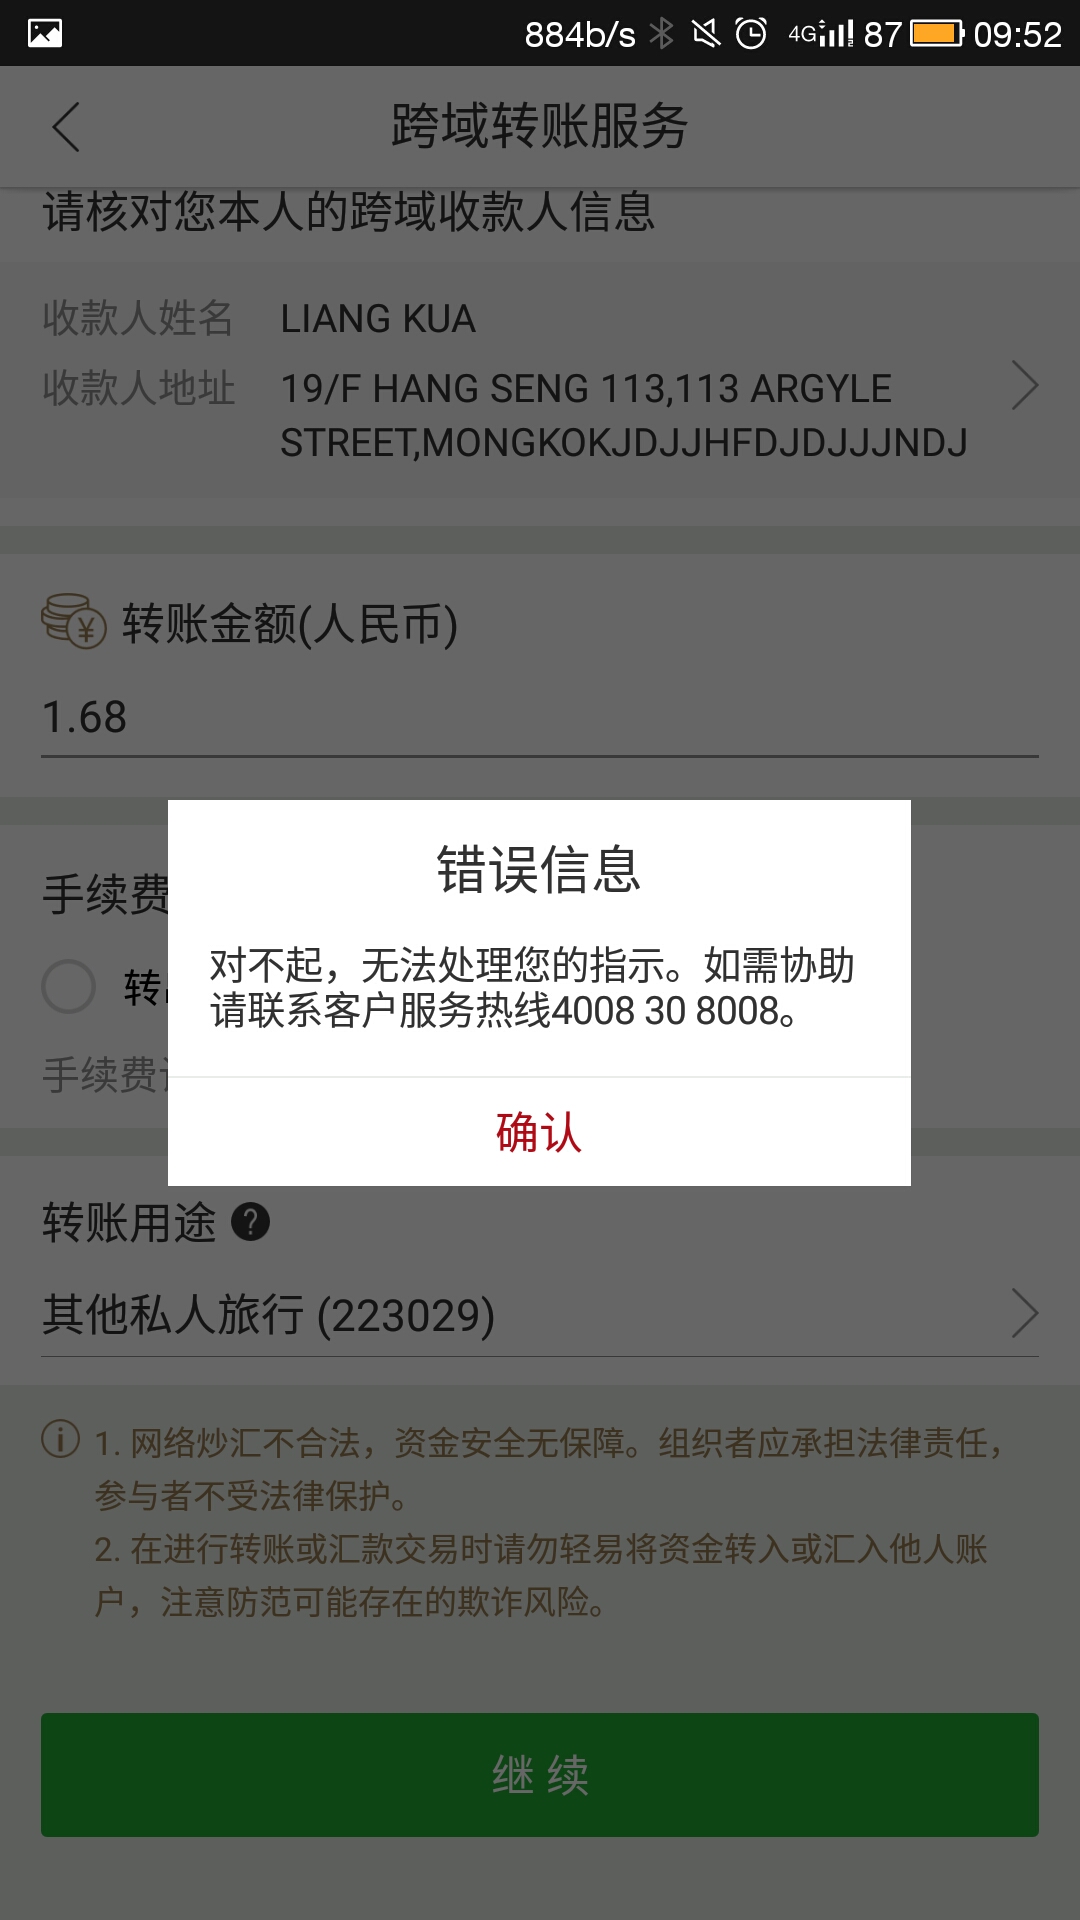 884b/s 4G 87 09:52
跨域转账服务
请核对您本人的跨域收款人信息
收款人姓名 LIANG KUA
收款人地址 19/F HANG SENG 113,113 ARGYLE
STREET,MONGKOKJDJJHFDJDJJJNDJ
转账金额(人民币)
1.68
错误信息
手续费
对不起，无法处理您的指示。如需协助
转
请联系客户服务热线4008 30 8008。
手续费
确认
转账用途 ?
其他私人旅行 (223029)
1. 网络炒汇不合法，资金安全无保障。组织者应承担法律责任，
参与者不受法律保护。
2. 在进行转账或汇款交易时请勿轻易将资金转入或汇入他人账
户，注意防范可能存在的欺诈风险。
继 续